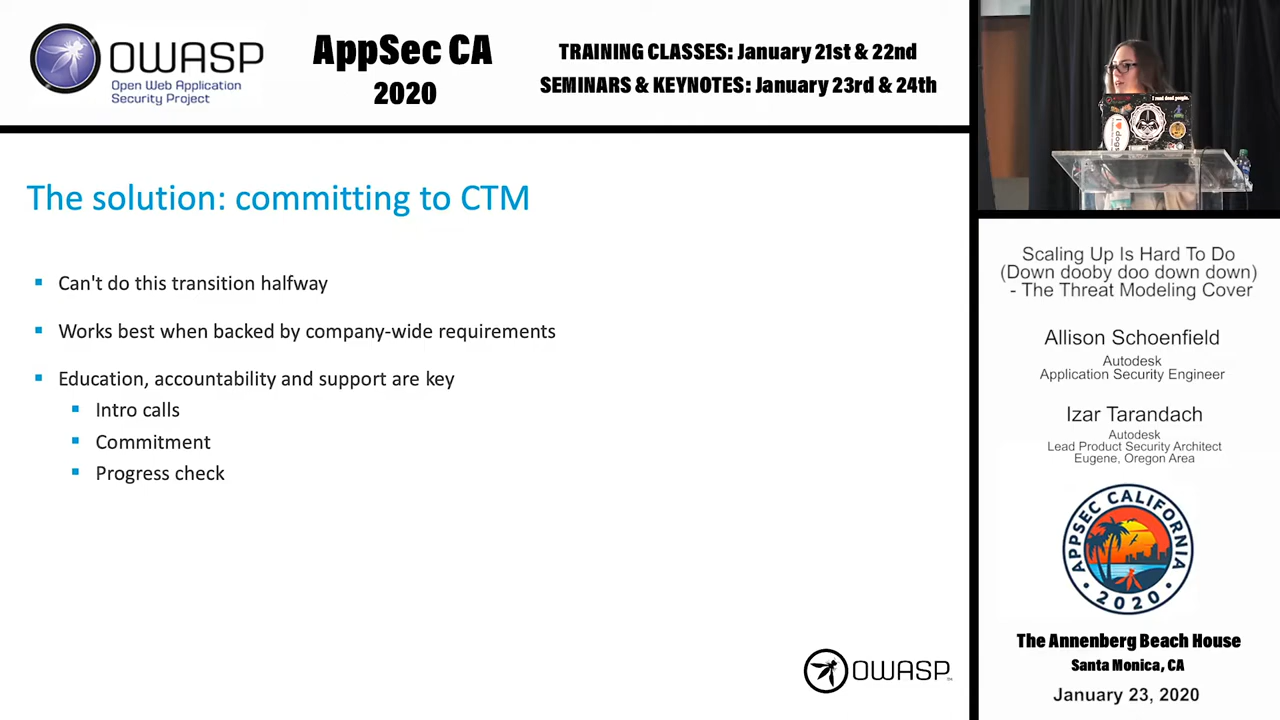 OWASP
Open Web Application
Security Project
AppSec CA
2020
TRAINING CLASSES: January 21st & 22nd
SEMINARS & KEYNOTES: January 23rd & 24th
The solution: committing to CTM
Can't do this transition halfway
Works best when backed by company-wide requirements
Education, accountability and support are key
Intro calls
Commitment
Progress check
OWASP
I read dead people.
I ♥ dogs
Scaling Up Is Hard To Do
(Down dooby doo down down)
- The Threat Modeling Cover
Allison Schoenfield
Autodesk
Application Security Engineer
Izar Tarandach
Autodesk
Lead Product Security Architect
Eugene, Oregon Area
APPSEC CALIFORNIA
• 2020 •
The Annenberg Beach House
Santa Monica, CA
January 23, 2020